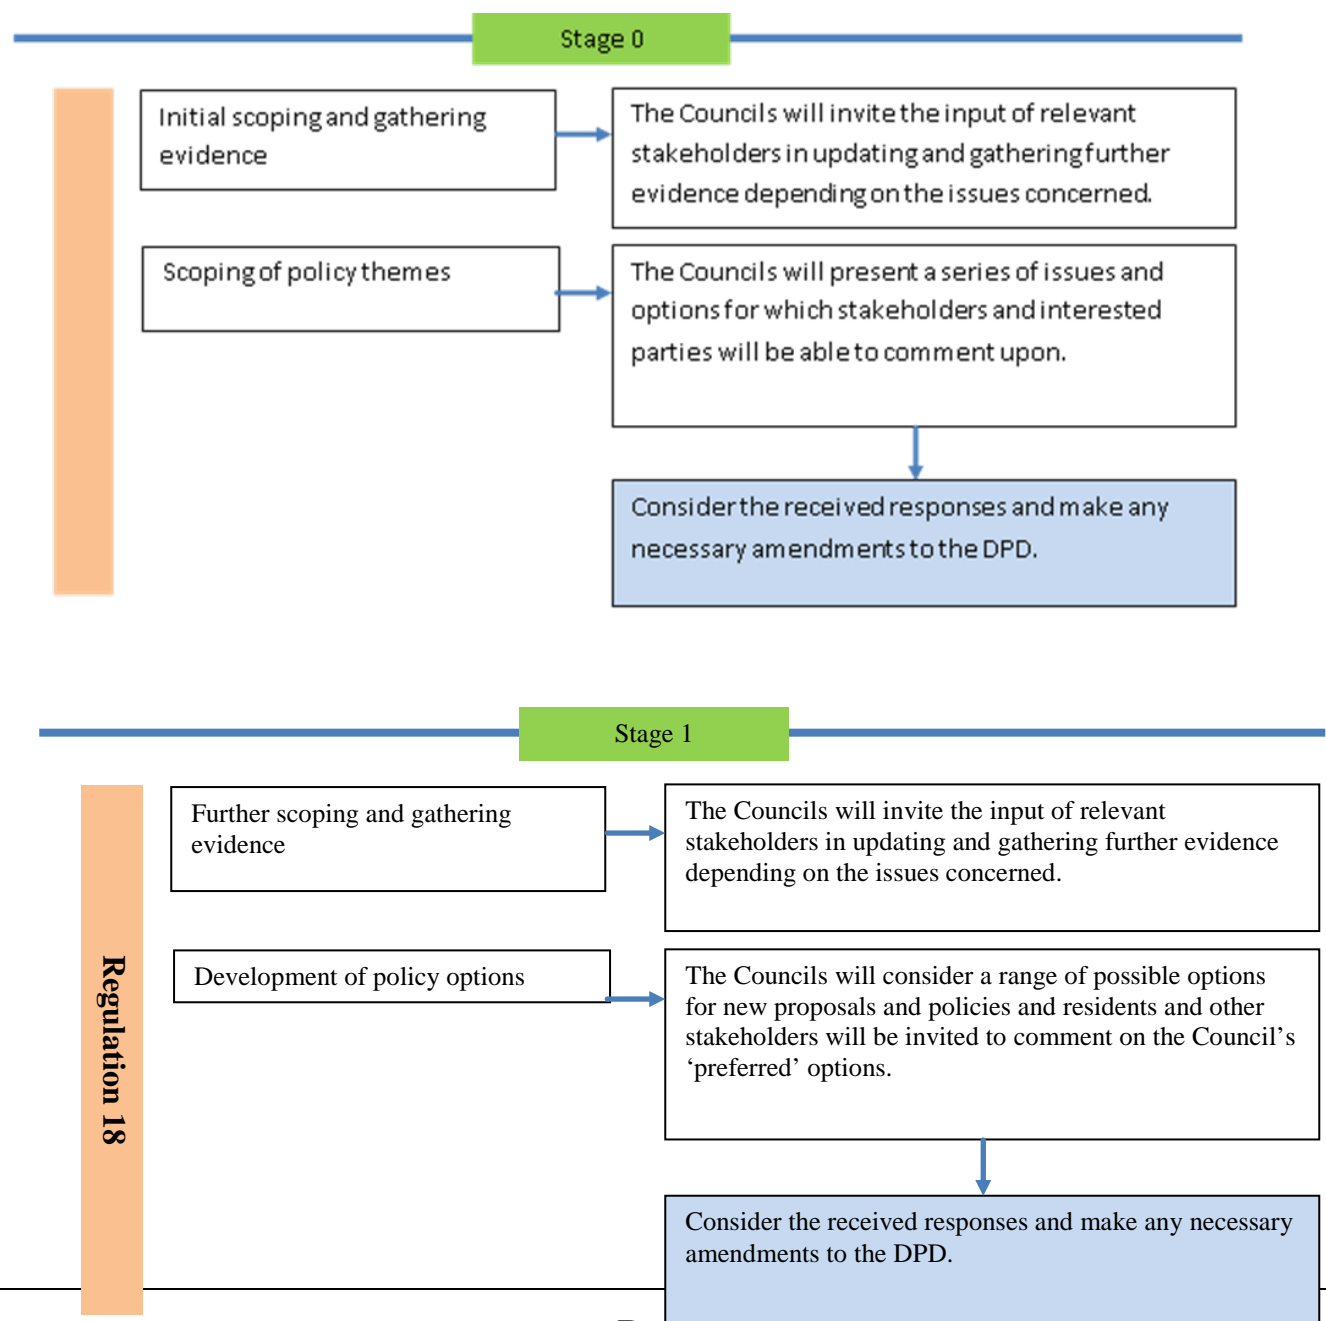 Stage 0
Initial scoping and gathering
evidence
The Councils will invite the input of relevant
stakeholders in updating and gathering further
evidence depending on the issues concerned.
Scoping of policy themes
The Councils will present a series of issues and
options for which stakeholders and interested
parties will be able to comment upon.
Consider the received responses and make any
necessary amendments to the DPD.
Stage 1
Regulation 18
Further scoping and gathering
evidence
The Councils will invite the input of relevant
stakeholders in updating and gathering further evidence
depending on the issues concerned.
Development of policy options
The Councils will consider a range of possible options
for new proposals and policies and residents and other
stakeholders will be invited to comment on the Council’s
‘preferred’ options.
Consider the received responses and make any necessary
amendments to the DPD.